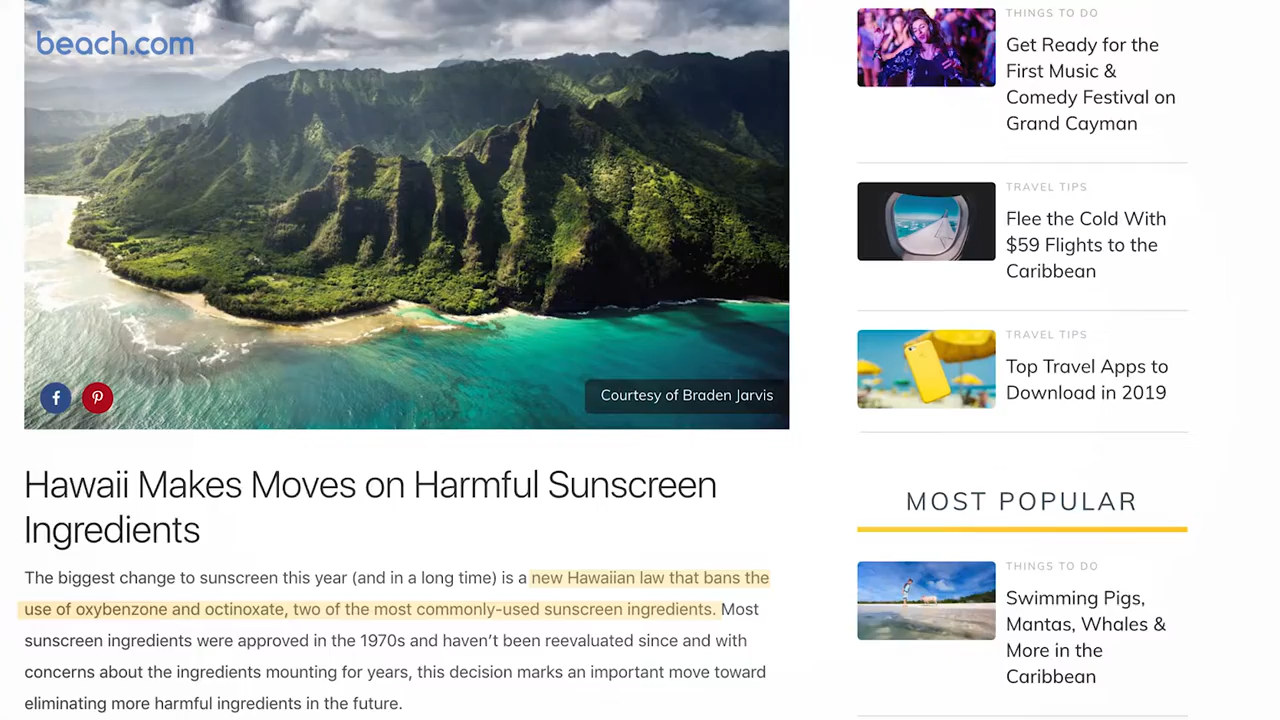 beach.com
Courtesy of Braden Jarvis
Hawaii Makes Moves on Harmful Sunscreen
Ingredients
The biggest change to sunscreen this year (and in a long time) is a new Hawaiian law that bans the
use of oxybenzone and octinoxate, two of the most commonly-used sunscreen ingredients. Most
sunscreen ingredients were approved in the 1970s and haven't been reevaluated since and with
concerns about the ingredients mounting for years, this decision marks an important move toward
eliminating more harmful ingredients in the future.
THINGS TO DO
Get Ready for the
First Music &
Comedy Festival on
Grand Cayman
TRAVEL TIPS
Flee the Cold With
$59 Flights to the
Caribbean
TRAVEL TIPS
Top Travel Apps to
Download in 2019
MOST POPULAR
THINGS TO DO
Swimming Pigs,
Mantas, Whales &
More in the
Caribbean